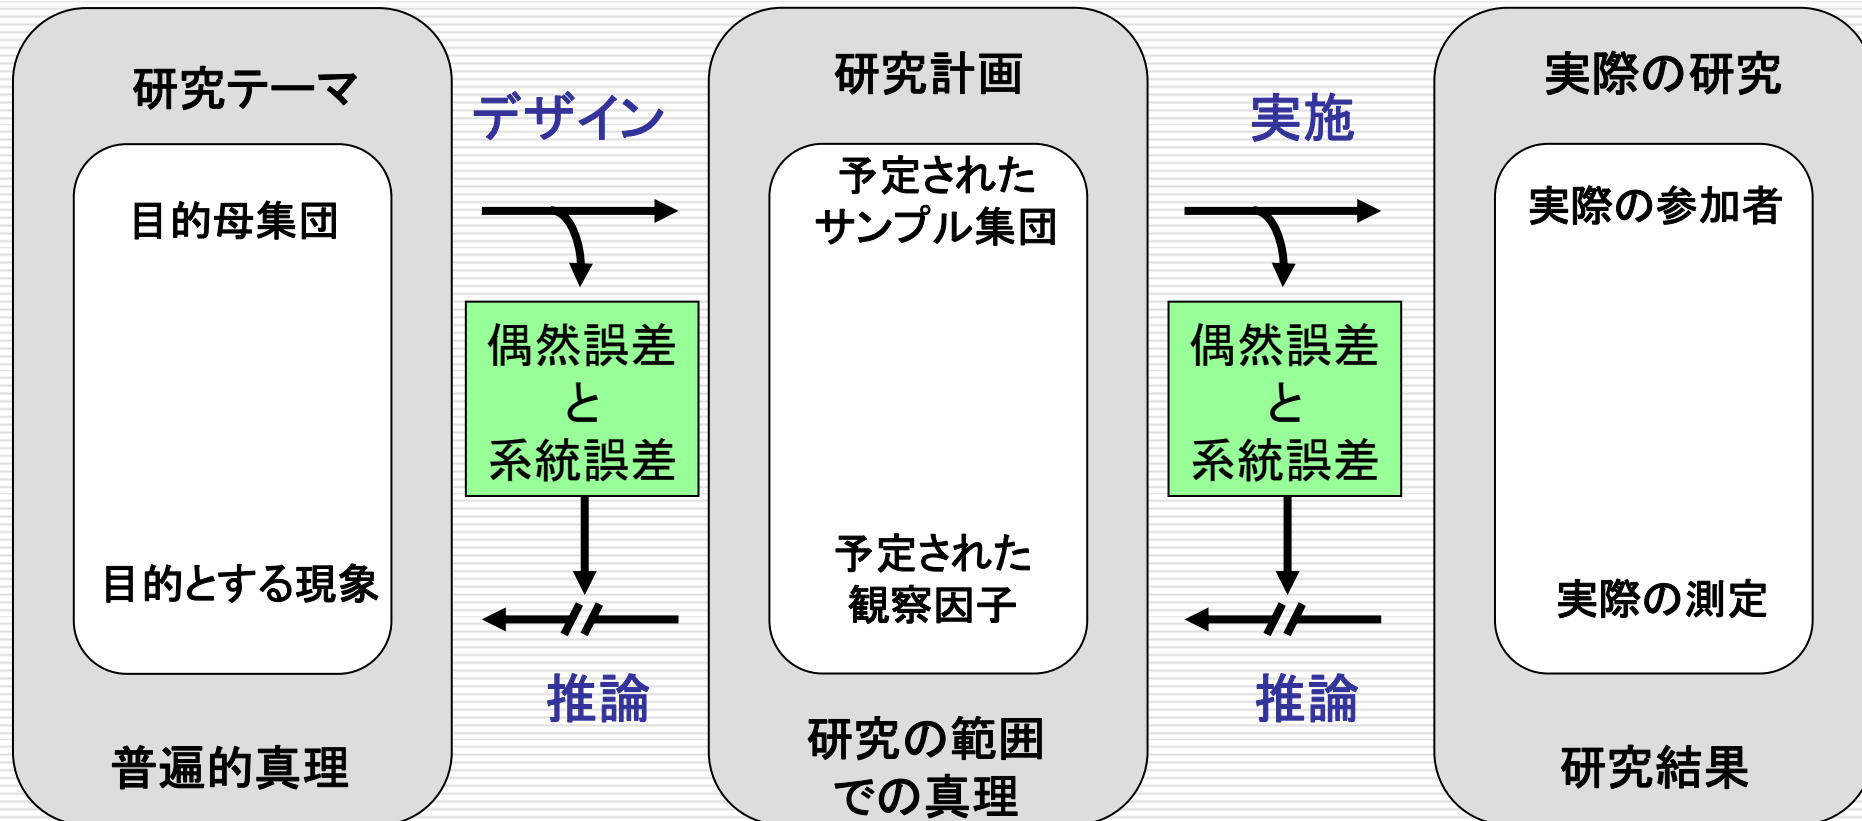 研究テーマ
目的母集団
目的とする現象
普遍的真理
デザイン
偶然誤差
と
系統誤差
推論
研究計画
予定された
サンプル集団
予定された
観察因子
研究の範囲
での真理
実施
偶然誤差
と
系統誤差
推論
実際の研究
実際の参加者
実際の測定
研究結果